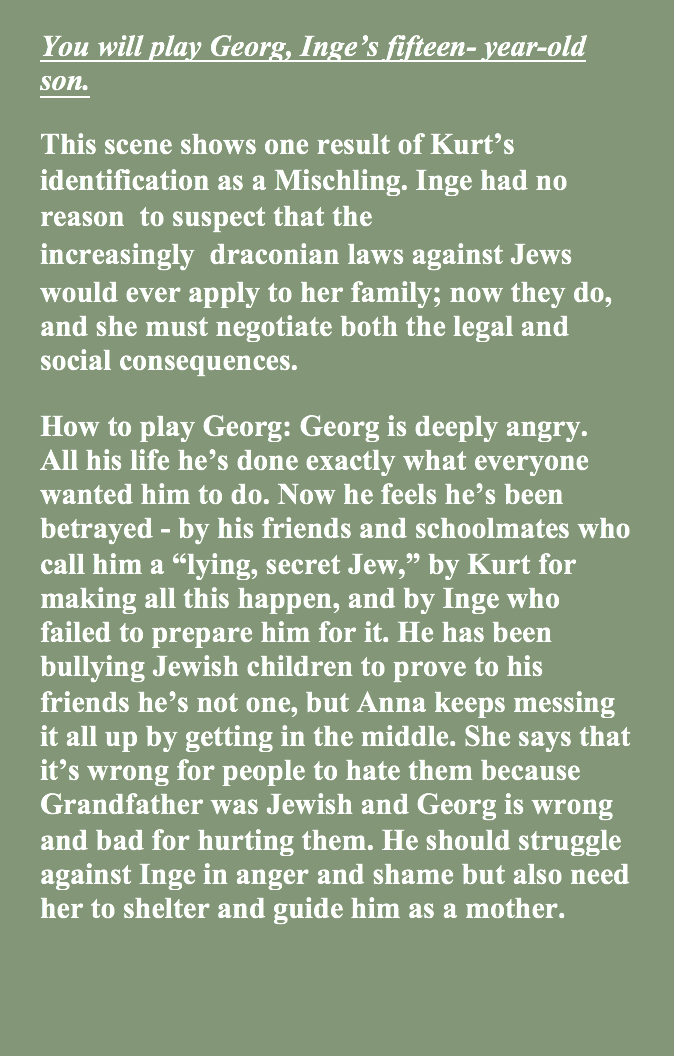 You will play Georg, Inge’s fifteen- year-old
son.
This scene shows one result of Kurt’s
identification as a Mischling. Inge had no
reason  to suspect that the
increasingly  draconian laws against Jews
would ever apply to her family; now they do,
and she must negotiate both the legal and
social consequences.
How to play Georg: Georg is deeply angry.
All his life he’s done exactly what everyone
wanted him to do. Now he feels he’s been
betrayed - by his friends and schoolmates who
call him a “lying, secret Jew,” by Kurt for
making all this happen, and by Inge who
failed to prepare him for it. He has been
bullying Jewish children to prove to his
friends he’s not one, but Anna keeps messing
it all up by getting in the middle. She says that
it’s wrong for people to hate them because
Grandfather was Jewish and Georg is wrong
and bad for hurting them. He should struggle
against Inge in anger and shame but also need
her to shelter and guide him as a mother.